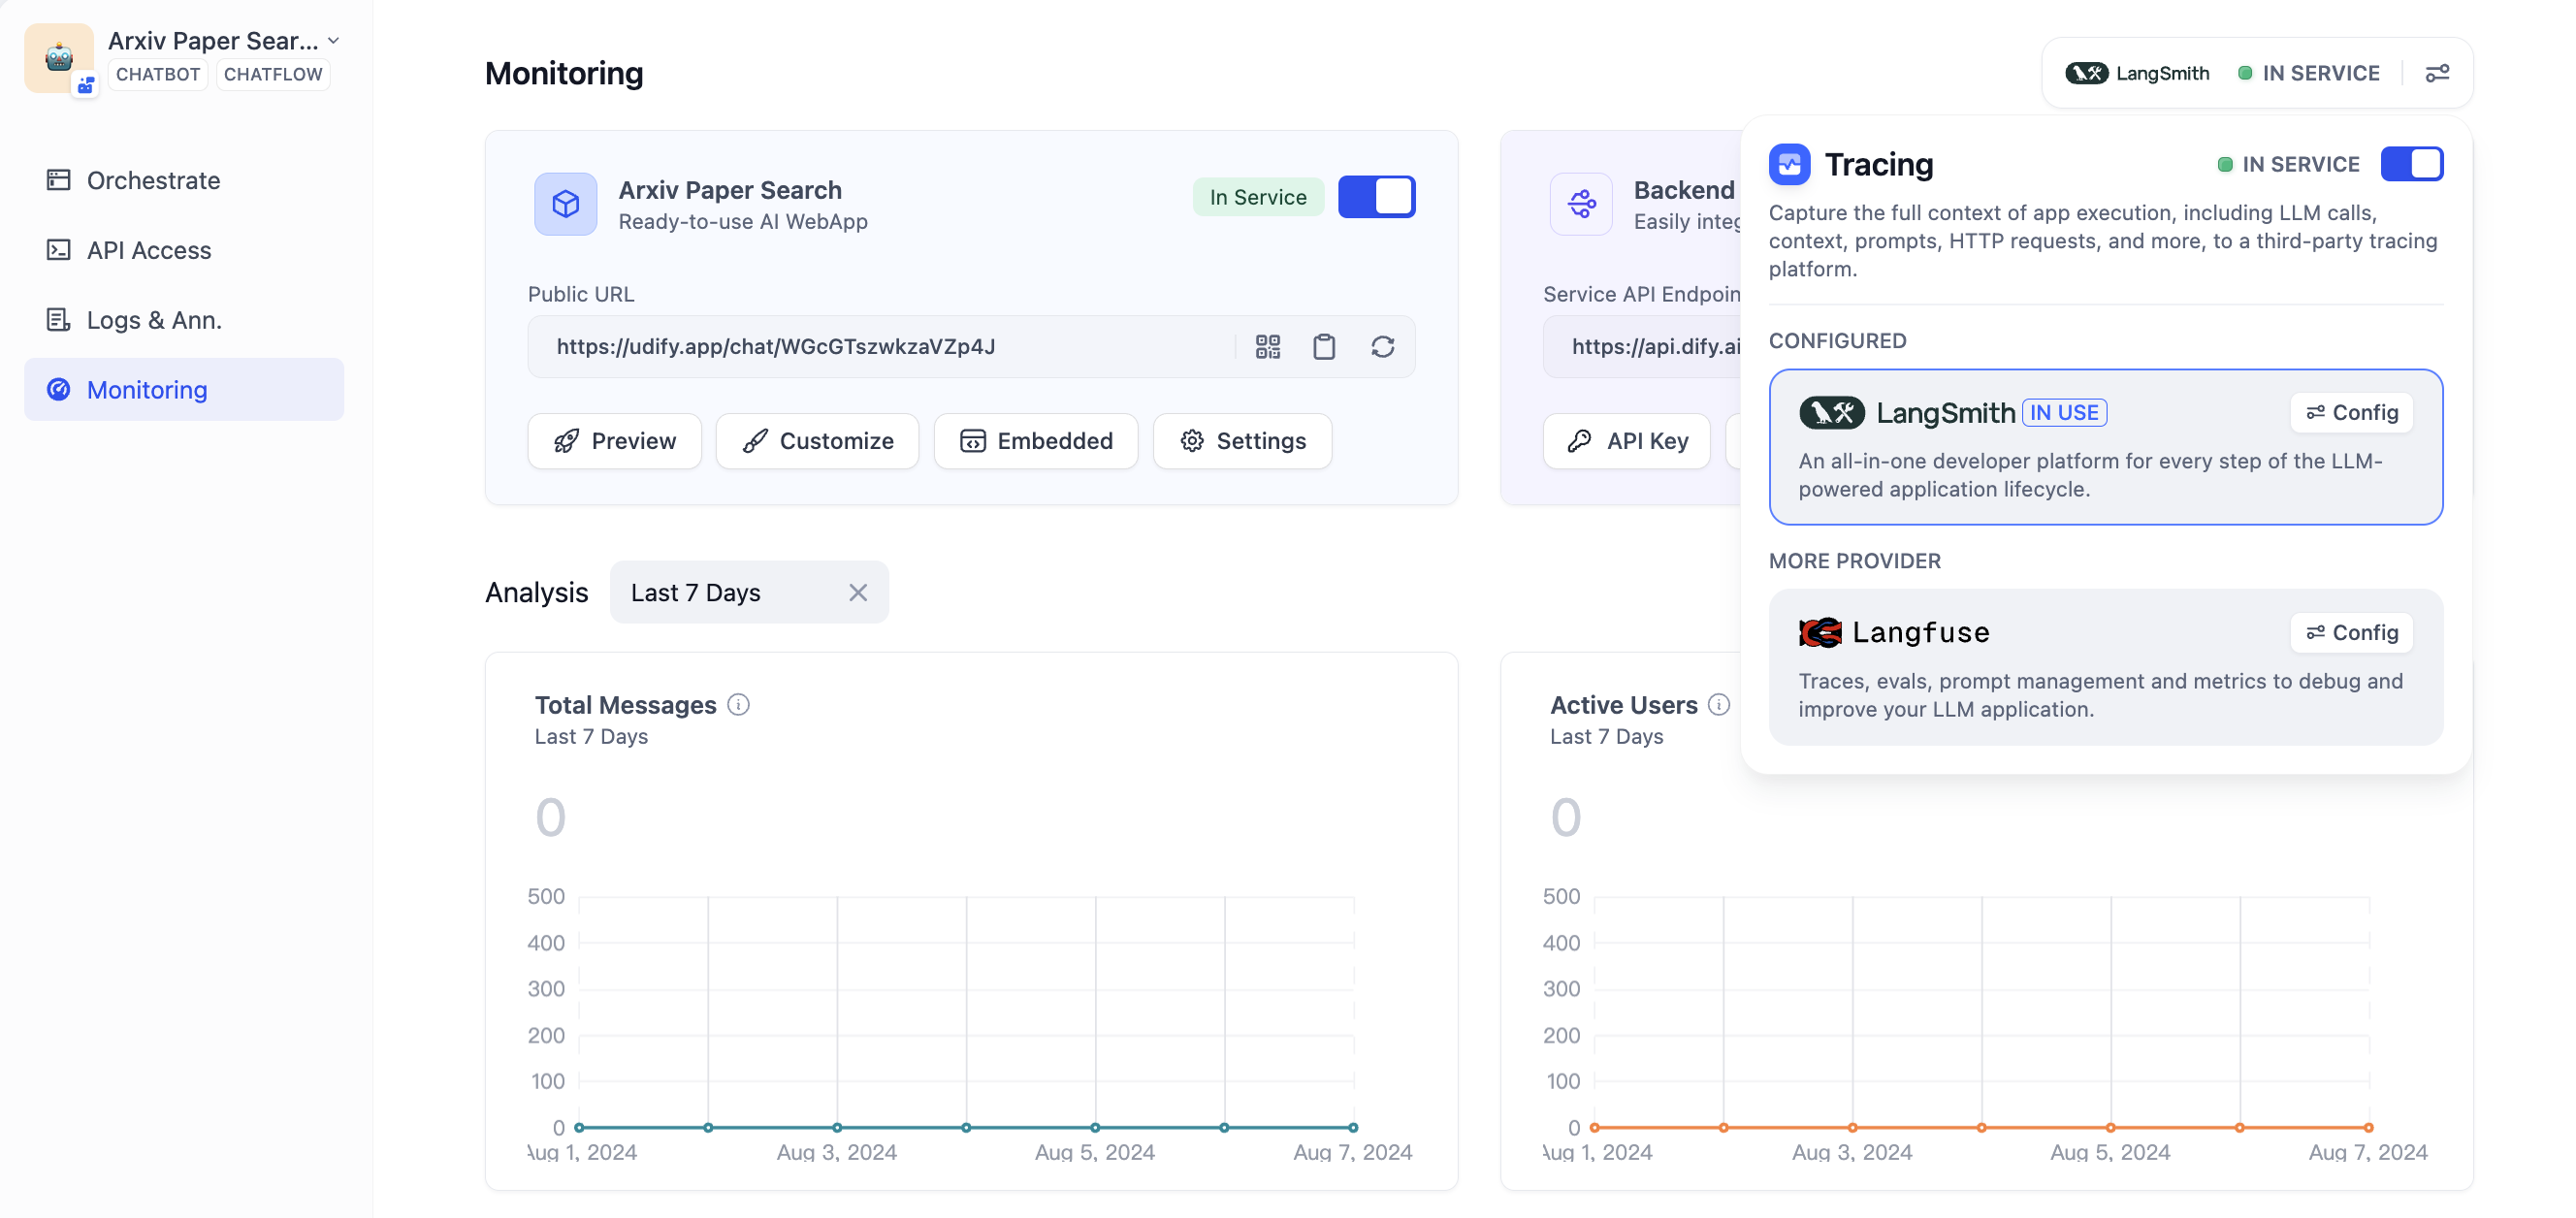 Arxiv Paper Sear...
CHATBOT
CHATFLOW
Orchestrate
API Access
Logs & Ann.
Monitoring
Monitoring
LangSmith
IN SERVICE
Arxiv Paper Search
Ready-to-use AI WebApp
In Service
Public URL
https://udify.app/chat/WGcGTszwkzaVZp4J
Preview
Customize
Embedded
Settings
Backend
Easily
Service API
https://api.dify.ai
API Key
Tracing
IN SERVICE
Capture the full context of app execution, including LLM calls,
context, prompts, HTTP requests, and more, to a third-party tracing
platform.
CONFIGURED
LangSmith
IN USE
Config
An all-in-one developer platform for every step of the LLM-
powered application lifecycle.
MORE PROVIDER
Langfuse
Config
Traces, evals, prompt management and metrics to debug and
improve your LLM application.
Analysis
Last 7 Days
Total Messages
Last 7 Days
0
500
400
300
200
100
0
Aug 1, 2024
Aug 3, 2024
Aug 5, 2024
Aug 7, 2024
Active Users
Last 7 Days
0
500
400
300
200
100
0
Aug 1, 2024
Aug 3, 2024
Aug 5, 2024
Aug 7, 2024